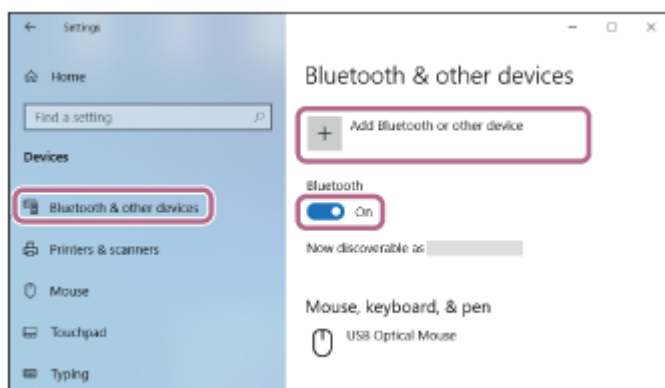 Settings
Home
Find a setting
Devices
Bluetooth & other devices
Printers & scanners
Mouse
Touchpad
Typing
Bluetooth & other devices
Add Bluetooth or other device
Bluetooth
On
Now discoverable as
Mouse, keyboard, & pen
USB Optical Mouse